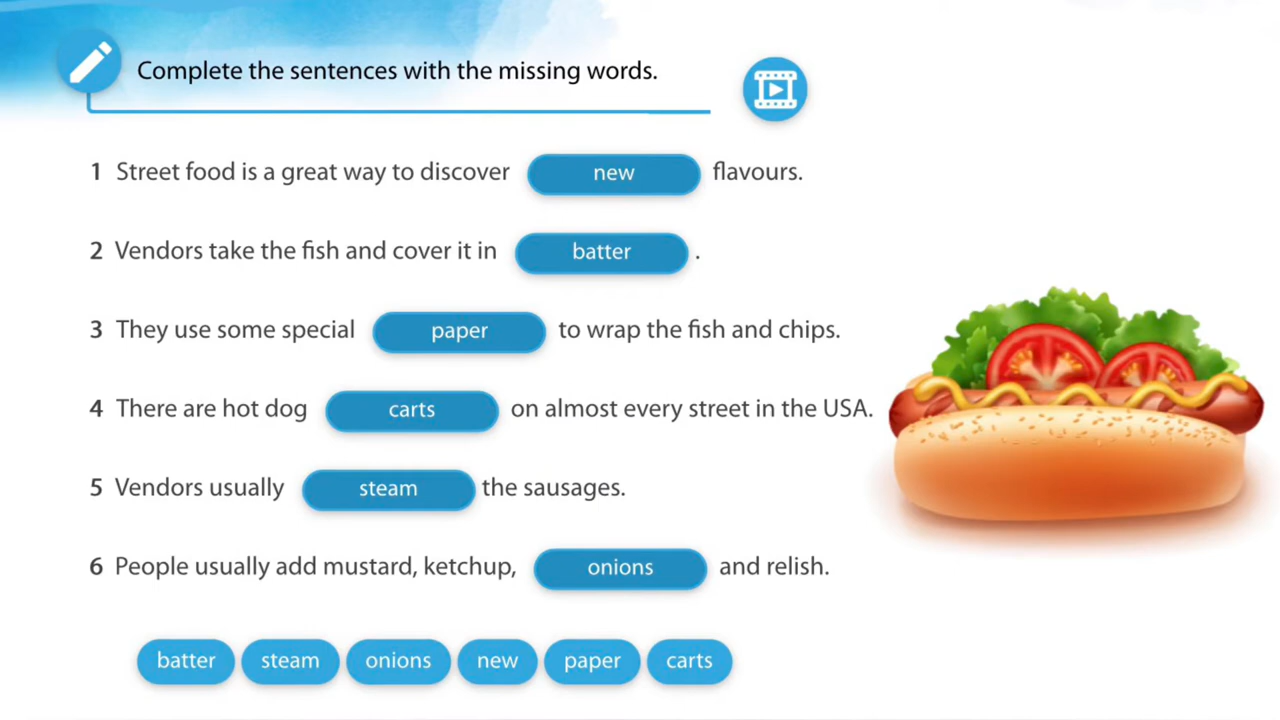 Complete the sentences with the missing words.
1 Street food is a great way to discover new flavours.
2 Vendors take the fish and cover it in batter .
3 They use some special paper to wrap the fish and chips.
4 There are hot dog carts on almost every street in the USA.
5 Vendors usually steam the sausages.
6 People usually add mustard, ketchup, onions and relish.
batter steam onions new paper carts